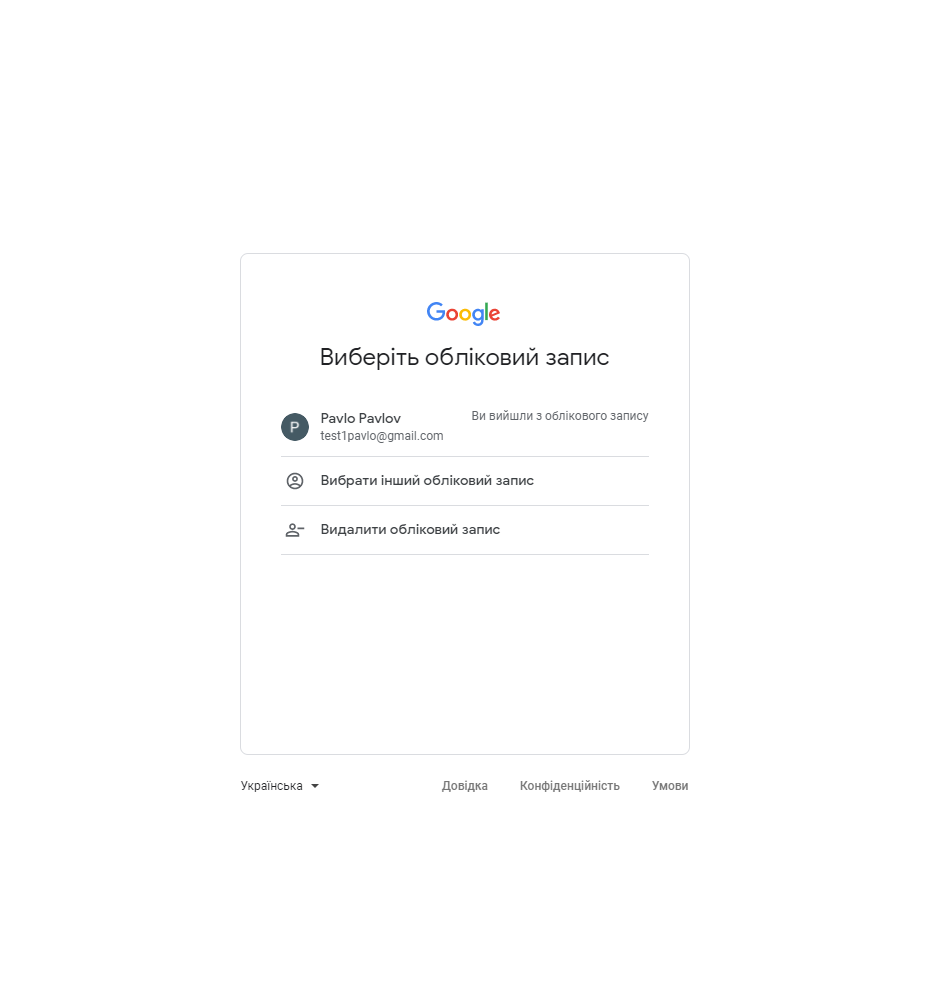 Google
Виберіть обліковий запис
P
Pavlo Pavlov
Ви вийшли з облікового запису
test1pavlo@gmail.com
Вибрати інший обліковий запис
Видалити обліковий запис
Українська
Довідка Конфіденційність Умови